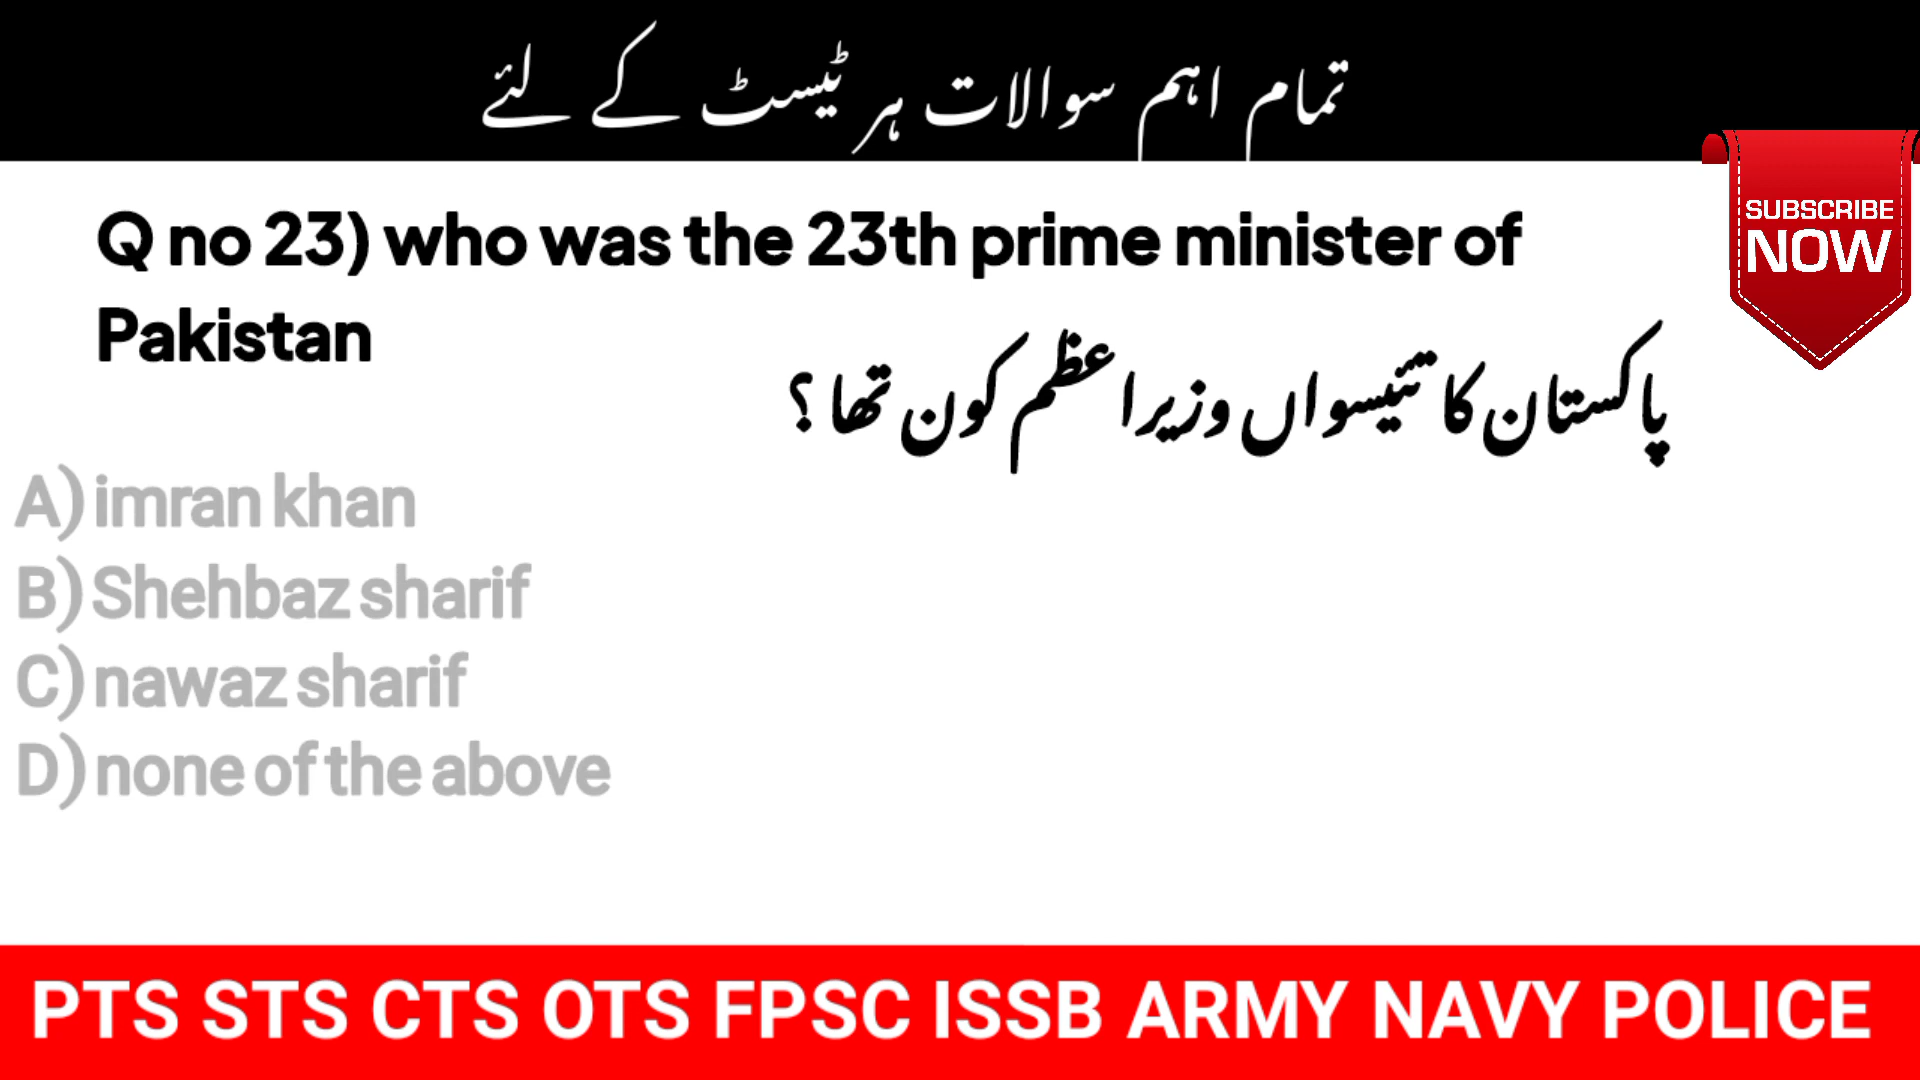 تمام اہم سوالات ہر ٹیسٹ کے لئے
SUBSCRIBE
NOW
Q no 23) who was the 23th prime minister of
Pakistan
پاکستان کا تئیسواں وزیراعظم کون تھا ؟
A) imran khan
B) Shehbaz sharif
C) nawaz sharif
D) none of the above
PTS STS CTS OTS FPSC ISSB ARMY NAVY POLICE